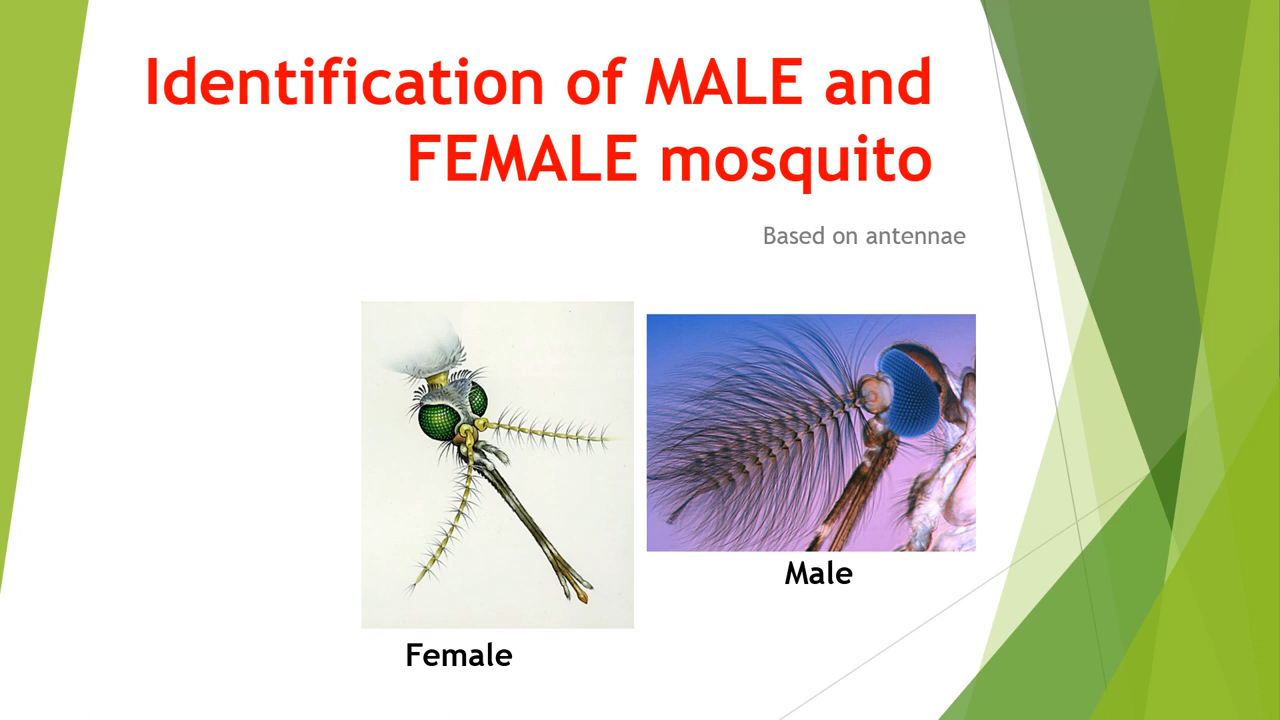 Identification of MALE and
FEMALE mosquito
Based on antennae
Male
Female